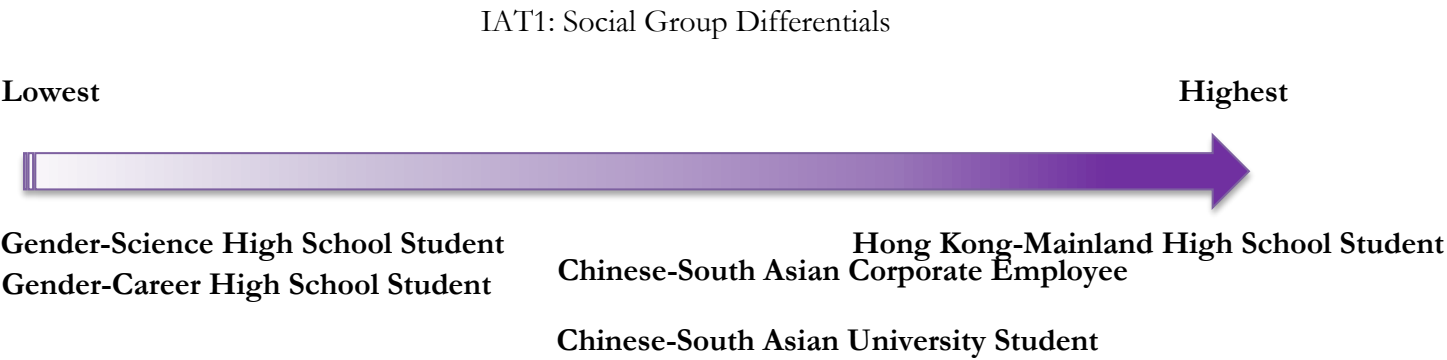 IAT1: Social Group Differentials
Lowest Highest
Gender-Science High School Student Hong Kong-Mainland High School Student
Chinese-South Asian Corporate Employee
Gender-Career High School Student
Chinese-South Asian University Student